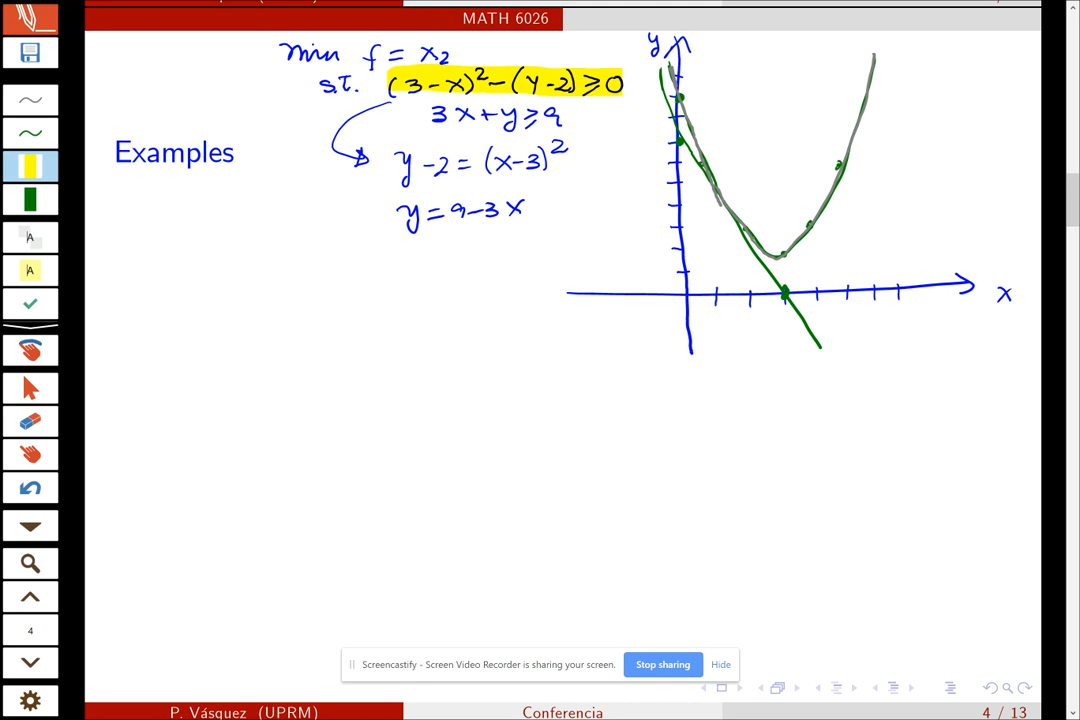 MATH 6026
min f = x₂
s.t. (3-x)²-(y-2)≥0
3x+y≥9
Examples
y-2=(x-3)²
y=9-3x
y
x
A
A
4
Screencastify - Screen Video Recorder is sharing your screen. Stop sharing Hide
P. Vásquez (UPRM) Conferencia 4 / 13